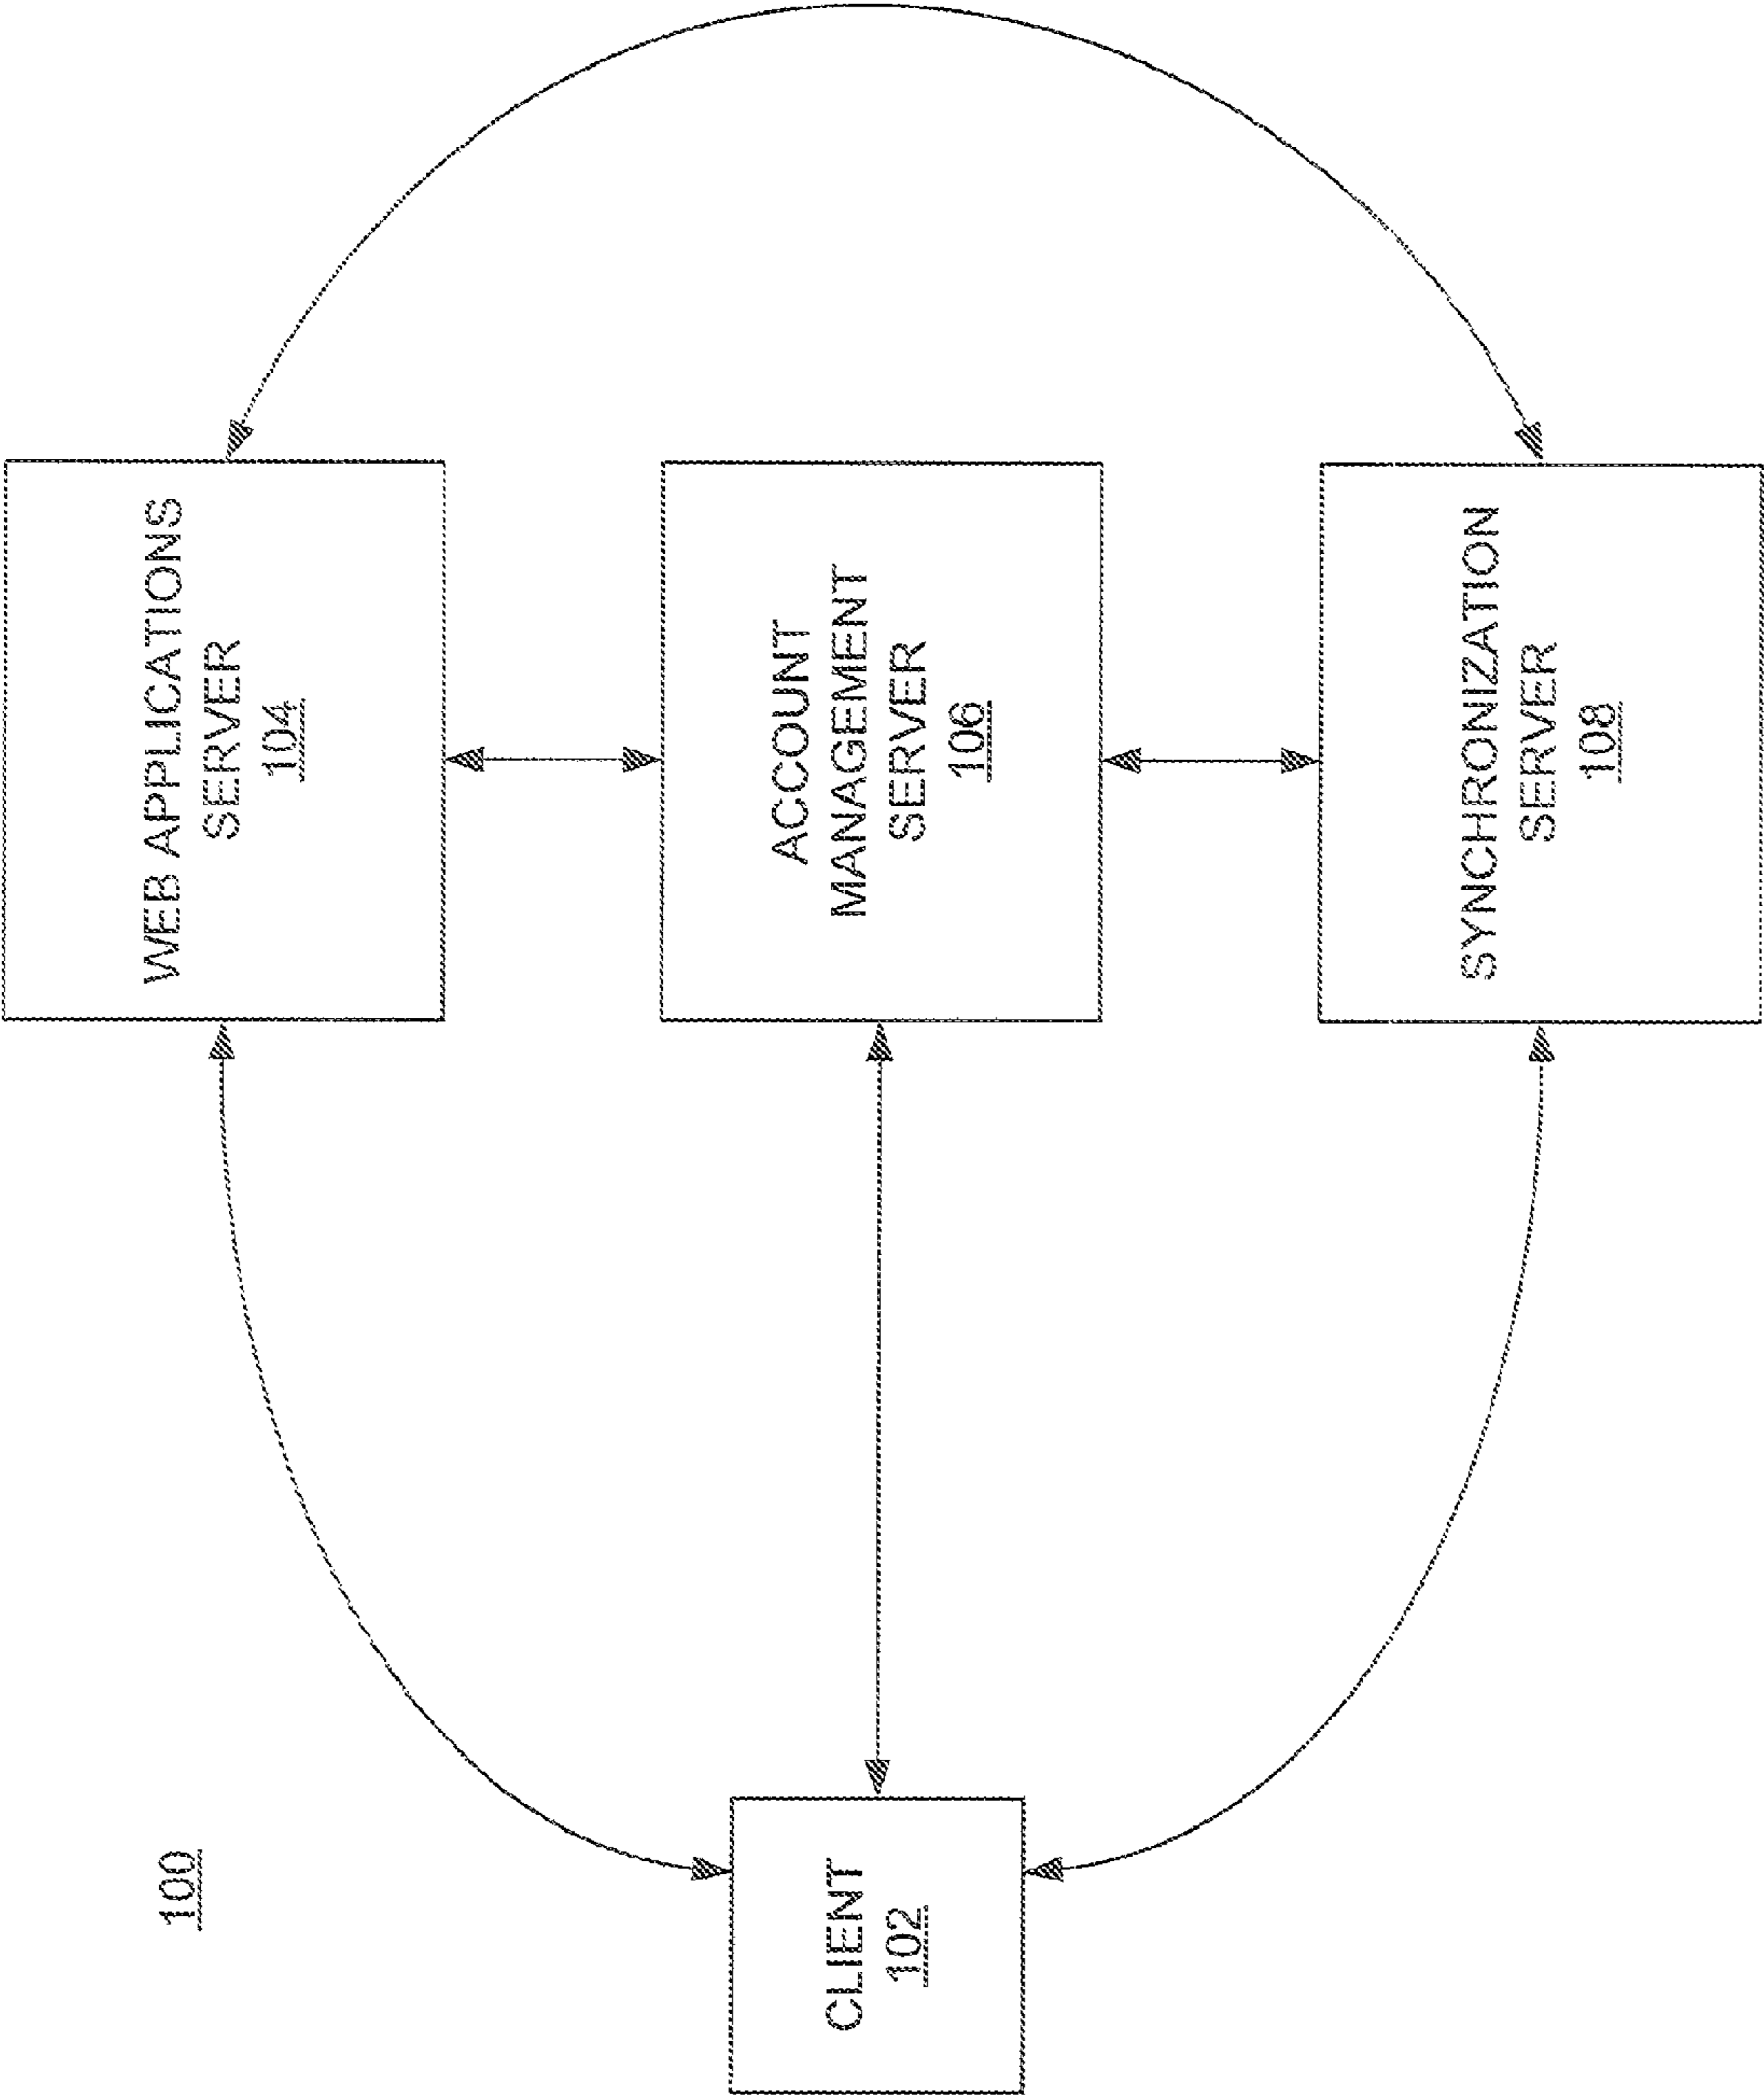 100
CLIENT
102
WEB APPLICATIONS
SERVER
104
ACCOUNT
MANAGEMENT
SERVER
106
SYNCHRONIZATION
SERVER
108